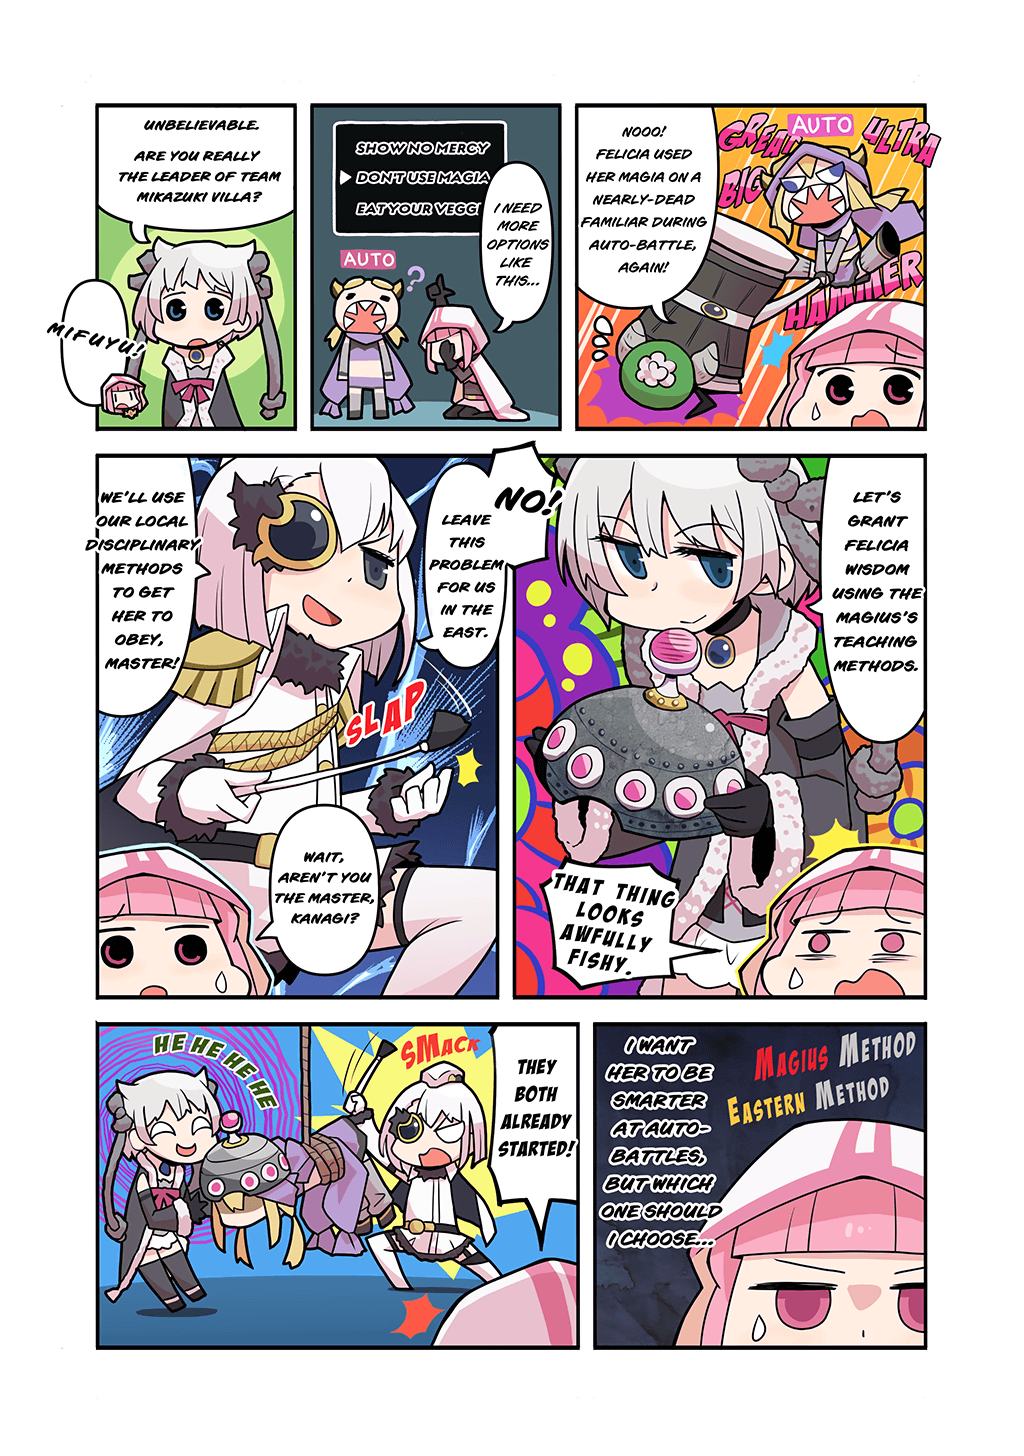 NOOO!
FELICIA USED
HER MAGIA ON A
NEARLY-DEAD
FAMILIAR DURING
AUTO-BATTLE,
AGAIN!
GREAT
AUTO
ULTRA
BIG
HAMMER
SHOW NO MERCY
DON'T USE MAGIA
EAT YOUR VEGGI
I NEED
MORE
OPTIONS
LIKE
THIS...
AUTO
?
UNBELIEVABLE.
ARE YOU REALLY
THE LEADER OF TEAM
MIKAZUKI VILLA?
MIFUYU!
LET'S
GRANT
FELICIA
WISDOM
USING THE
MAGIUS'S
TEACHING
METHODS.
NO!
THAT THING
LOOKS
AWFULLY
FISHY.
LEAVE
THIS
PROBLEM
FOR US
IN THE
EAST.
WE'LL USE
OUR LOCAL
DISCIPLINARY
METHODS
TO GET
HER TO
OBEY,
MASTER!
SLAP
WAIT,
AREN'T YOU
THE MASTER,
KANAGI?
MAGIUS METHOD
EASTERN METHOD
I WANT
HER TO BE
SMARTER
AT AUTO-
BATTLES,
BUT WHICH
ONE SHOULD
I CHOOSE...
THEY
BOTH
ALREADY
STARTED!
SMACK
HE HE HE HE